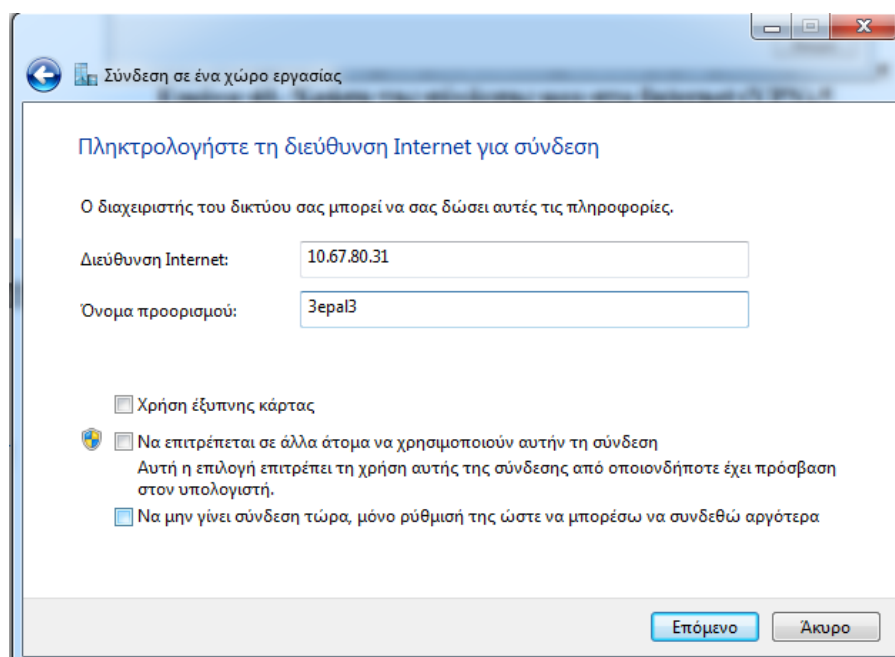 Σύνδεση σε ένα χώρο εργασίας
Πληκτρολογήστε τη διεύθυνση Internet για σύνδεση
Ο διαχειριστής του δικτύου σας μπορεί να σας δώσει αυτές τις πληροφορίες.
Διεύθυνση Internet: 10.67.80.31
Όνομα προορισμού: 3epal3
Χρήση έξυπνης κάρτας
Να επιτρέπεται σε άλλα άτομα να χρησιμοποιούν αυτήν τη σύνδεση
Αυτή η επιλογή επιτρέπει τη χρήση αυτής της σύνδεσης από οποιονδήποτε έχει πρόσβαση
στον υπολογιστή.
Να μην γίνει σύνδεση τώρα, μόνο ρύθμισή της ώστε να μπορέσω να συνδεθώ αργότερα
Επόμενο Άκυρο